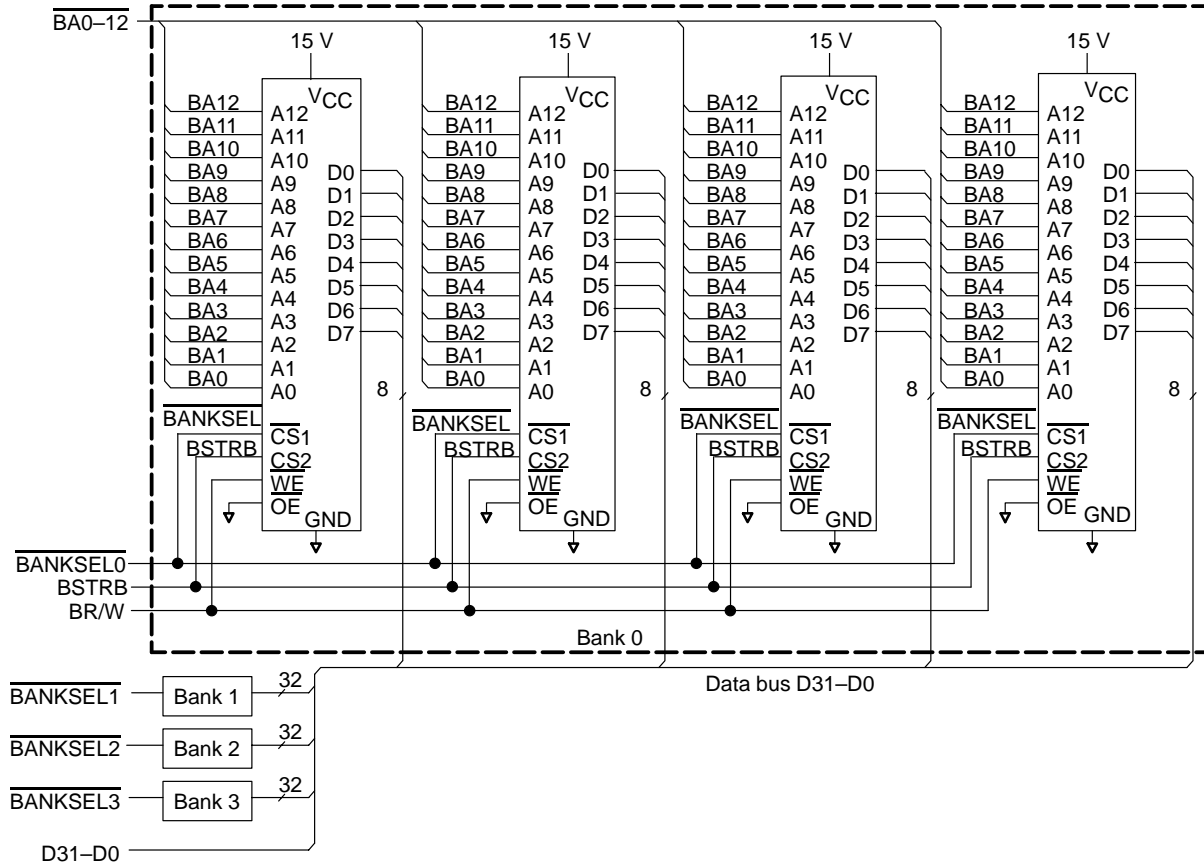 BA0–12
15 V
15 V
15 V
15 V
VCC
BA12
BA11
BA10
BA9
BA8
BA7
BA6
BA5
BA4
BA3
BA2
BA1
BA0
A12
A11
A10
A9
A8
A7
A6
A5
A4
A3
A2
A1
A0
D0
D1
D2
D3
D4
D5
D6
D7
8
BANKSEL
BSTRB
CS1
CS2
WE
OE
GND
VCC
BA12
BA11
BA10
BA9
BA8
BA7
BA6
BA5
BA4
BA3
BA2
BA1
BA0
A12
A11
A10
A9
A8
A7
A6
A5
A4
A3
A2
A1
A0
D0
D1
D2
D3
D4
D5
D6
D7
8
BANKSEL
BSTRB
CS1
CS2
WE
OE
GND
VCC
BA12
BA11
BA10
BA9
BA8
BA7
BA6
BA5
BA4
BA3
BA2
BA1
BA0
A12
A11
A10
A9
A8
A7
A6
A5
A4
A3
A2
A1
A0
D0
D1
D2
D3
D4
D5
D6
D7
8
BANKSEL
BSTRB
CS1
CS2
WE
OE
GND
VCC
BA12
BA11
BA10
BA9
BA8
BA7
BA6
BA5
BA4
BA3
BA2
BA1
BA0
A12
A11
A10
A9
A8
A7
A6
A5
A4
A3
A2
A1
A0
D0
D1
D2
D3
D4
D5
D6
D7
8
BANKSEL
BSTRB
CS1
CS2
WE
OE
GND
BANKSEL0
BSTRB
BR/W
Bank 0
Data bus D31–D0
BANKSEL1
Bank 1
32
BANKSEL2
Bank 2
32
BANKSEL3
Bank 3
32
D31–D0